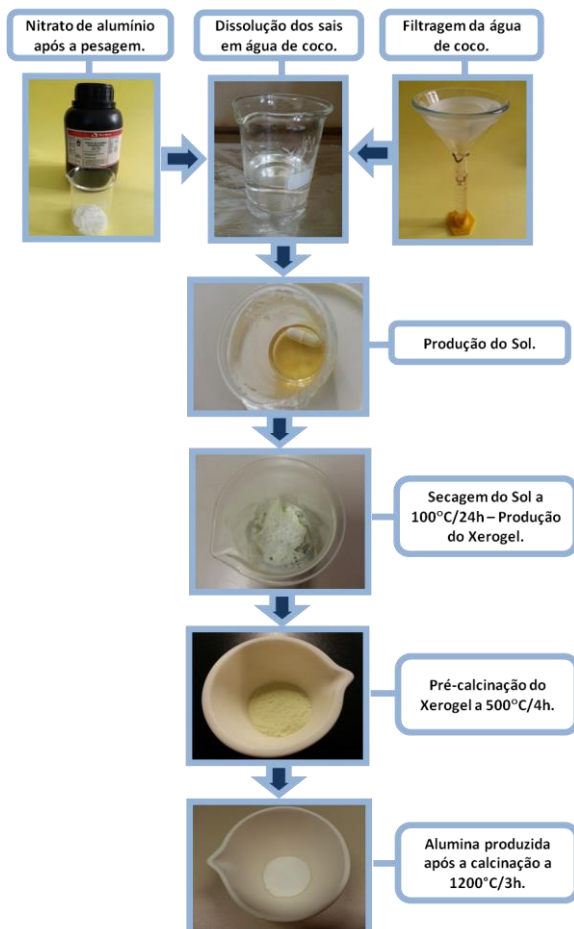 Nitrato de alumínio
após a pesagem.
Dissolução dos sais
em água de coco.
Filtragem da água
de coco.
Produção do Sol.
Secagem do Sol a
100°C/24h – Produção
do Xerogel.
Pré-calcinação do
Xerogel a 500°C/4h.
Alumina produzida
após a calcinação a
1200°C/3h.